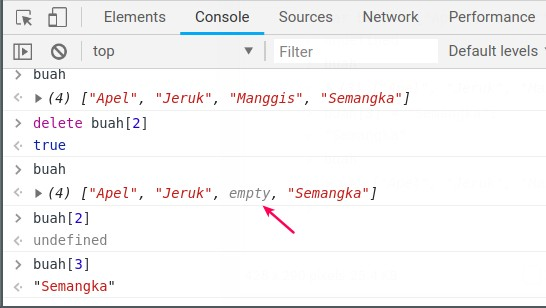 Elements Console Sources Network Performance
top Filter Default levels
buah
(4) ["Apel", "Jeruk", "Manggis", "Semangka"]
delete buah[2]
true
buah
(4) ["Apel", "Jeruk", empty, "Semangka"]
buah[2]
undefined
buah[3]
"Semangka"